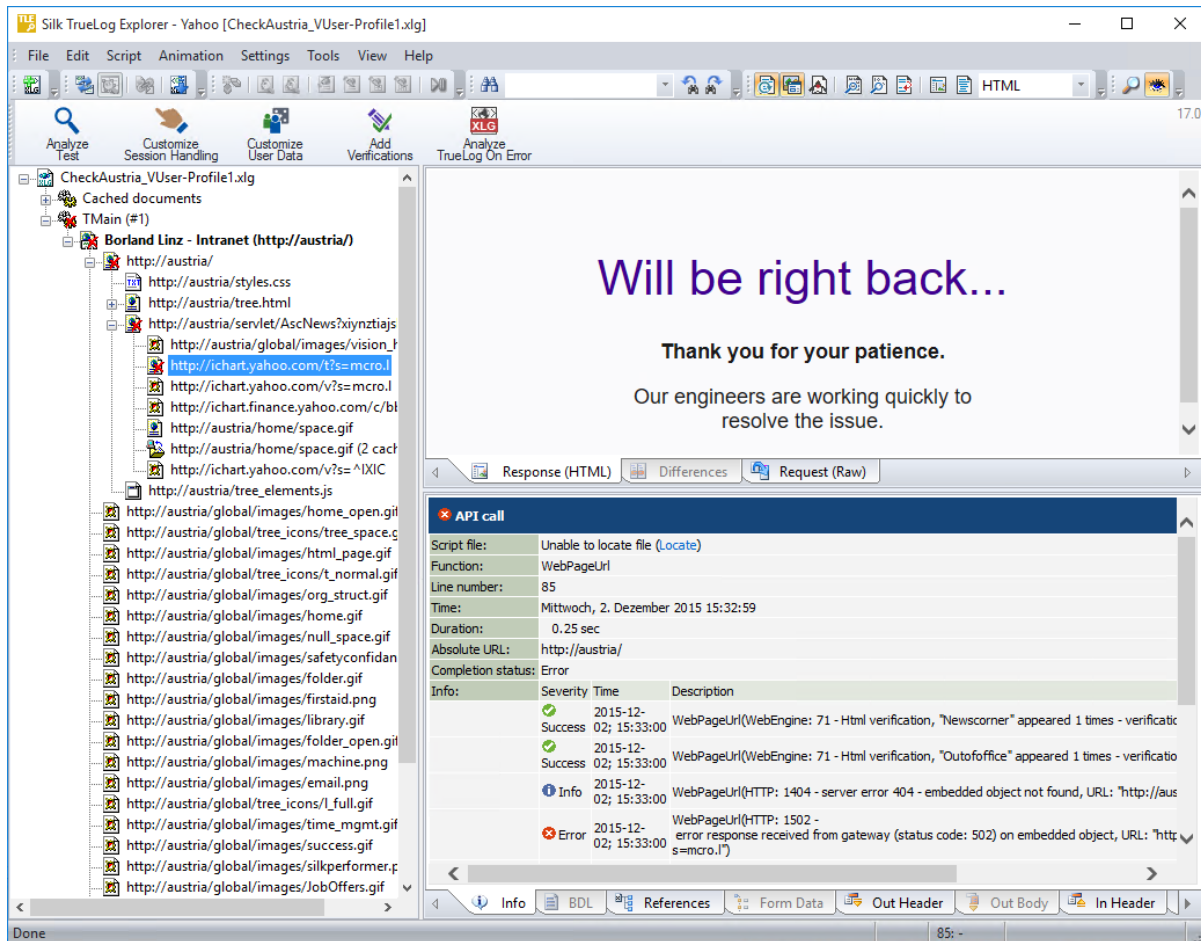 Silk TrueLog Explorer - Yahoo [CheckAustria_VUser-Profile1.xlg]
File Edit Script Animation Settings Tools View Help
HTML
17.0
Analyze Test
Customize Session Handling
Customize User Data
Add Verifications
XLG
Analyze TrueLog On Error
CheckAustria_VUser-Profile1.xlg
Cached documents
TMain (#1)
Borland Linz - Intranet (http://austria/)
http://austria/
http://austria/styles.css
http://austria/tree.html
http://austria/servlet/AscNews?xiynztiajs
http://austria/global/images/vision_h
http://ichart.yahoo.com/t?s=mcro.l
http://ichart.yahoo.com/v?s=mcro.l
http://ichart.finance.yahoo.com/c/bb
http://austria/home/space.gif
http://austria/home/space.gif (2 cach
http://ichart.yahoo.com/v?s=^IXIC
http://austria/tree_elements.js
http://austria/global/images/home_open.gif
http://austria/global/tree_icons/tree_space.g
http://austria/global/images/html_page.gif
http://austria/global/tree_icons/t_normal.gif
http://austria/global/images/org_struct.gif
http://austria/global/images/home.gif
http://austria/global/images/null_space.gif
http://austria/global/images/safetyconfidan
http://austria/global/images/folder.gif
http://austria/global/images/firstaid.png
http://austria/global/images/library.gif
http://austria/global/images/folder_open.gif
http://austria/global/images/machine.png
http://austria/global/images/email.png
http://austria/global/tree_icons/l_full.gif
http://austria/global/images/time_mgmt.gif
http://austria/global/images/success.gif
http://austria/global/images/silkperformer.p
http://austria/global/images/JobOffers.gif
Will be right back...
Thank you for your patience.
Our engineers are working quickly to
resolve the issue.
Response (HTML) Differences Request (Raw)
API call
Script file: Unable to locate file (Locate)
Function: WebPageUrl
Line number: 85
Time: Mittwoch, 2. Dezember 2015 15:32:59
Duration: 0.25 sec
Absolute URL: http://austria/
Completion status: Error
Info: Severity Time Description
Success 2015-12-02; 15:33:00 WebPageUrl(WebEngine: 71 - Html verification, "Newscorner" appeared 1 times - verificatio
Success 2015-12-02; 15:33:00 WebPageUrl(WebEngine: 71 - Html verification, "Outofoffice" appeared 1 times - verificatio
Info 2015-12-02; 15:33:00 WebPageUrl(HTTP: 1404 - server error 404 - embedded object not found, URL: "http://aus
Error 2015-12-02; 15:33:00 WebPageUrl(HTTP: 1502 -
error response received from gateway (status code: 502) on embedded object, URL: "http
s=mcro.l")
Info BDL References Form Data Out Header Out Body In Header
Done 85: -